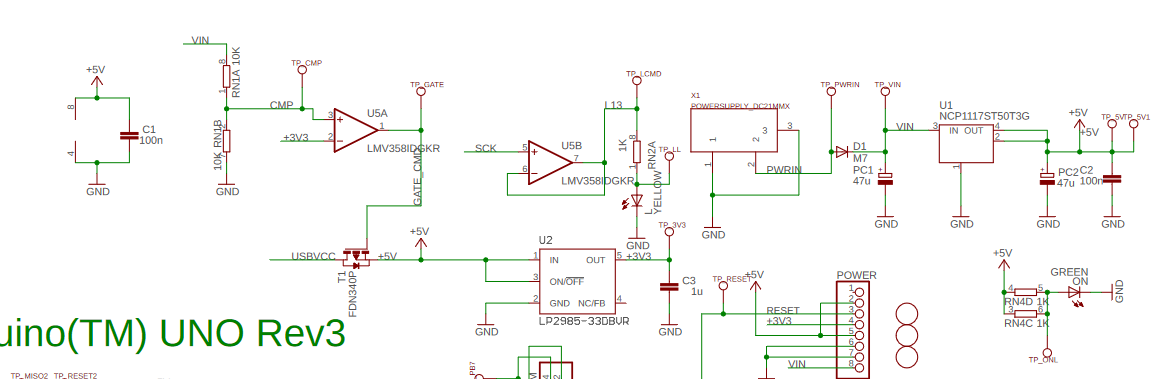 VIN
+5V
8
4
C1
100n
GND
8
1
RN1A 10K
TP_CMP
CMP
10K RN1B
GND
+3V3
3
2
1
U5A
LMV358IDGKR
TP_GATE
GATE_CMD
SCK
5
6
7
U5B
LMV358IDGKR
TP_LCMD
L13
1K
8
1
RN2A
TP_LL
L
YELLOW
GND
X1
POWERSUPPLY_DC21MMX
1
2
3
1
2
PWRIN
GND
TP_PWRIN
D1
M7
TP_VIN
VIN
PC1
47u
GND
U1
NCP1117ST50T3G
IN OUT
3
4
2
1
GND
+5V
+5V
TP_5V
TP_5V1
PC2
47u
GND
C2
100n
GND
USBVCC
T1
FDN340P
+5V
+5V
U2
IN OUT
ON/OFF
GND NC/FB
1
3
2
5
4
LP2985-33DBVR
GND
TP_3V3
+3V3
C3
1u
GND
TP_RESET
+5V
POWER
RESET
+3V3
VIN
1
2
3
4
5
6
7
8
+5V
4
5
RN4D 1K
3
6
RN4C 1K
GREEN
ON
GND
TP_ONL
uino(TM) UNO Rev3
TP_MISO2 TP_RESET2
PB7
4
2